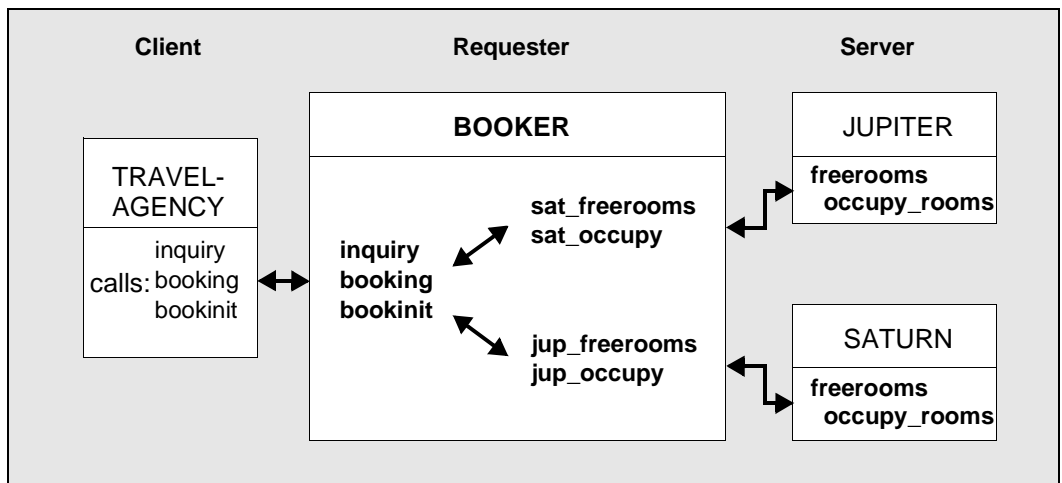 Client
Requester
Server
TRAVEL-
AGENCY
calls:
inquiry
booking
bookinit
BOOKER
inquiry
booking
bookinit
sat_freerooms
sat_occupy
jup_freerooms
jup_occupy
JUPITER
freerooms
occupy_rooms
SATURN
freerooms
occupy_rooms